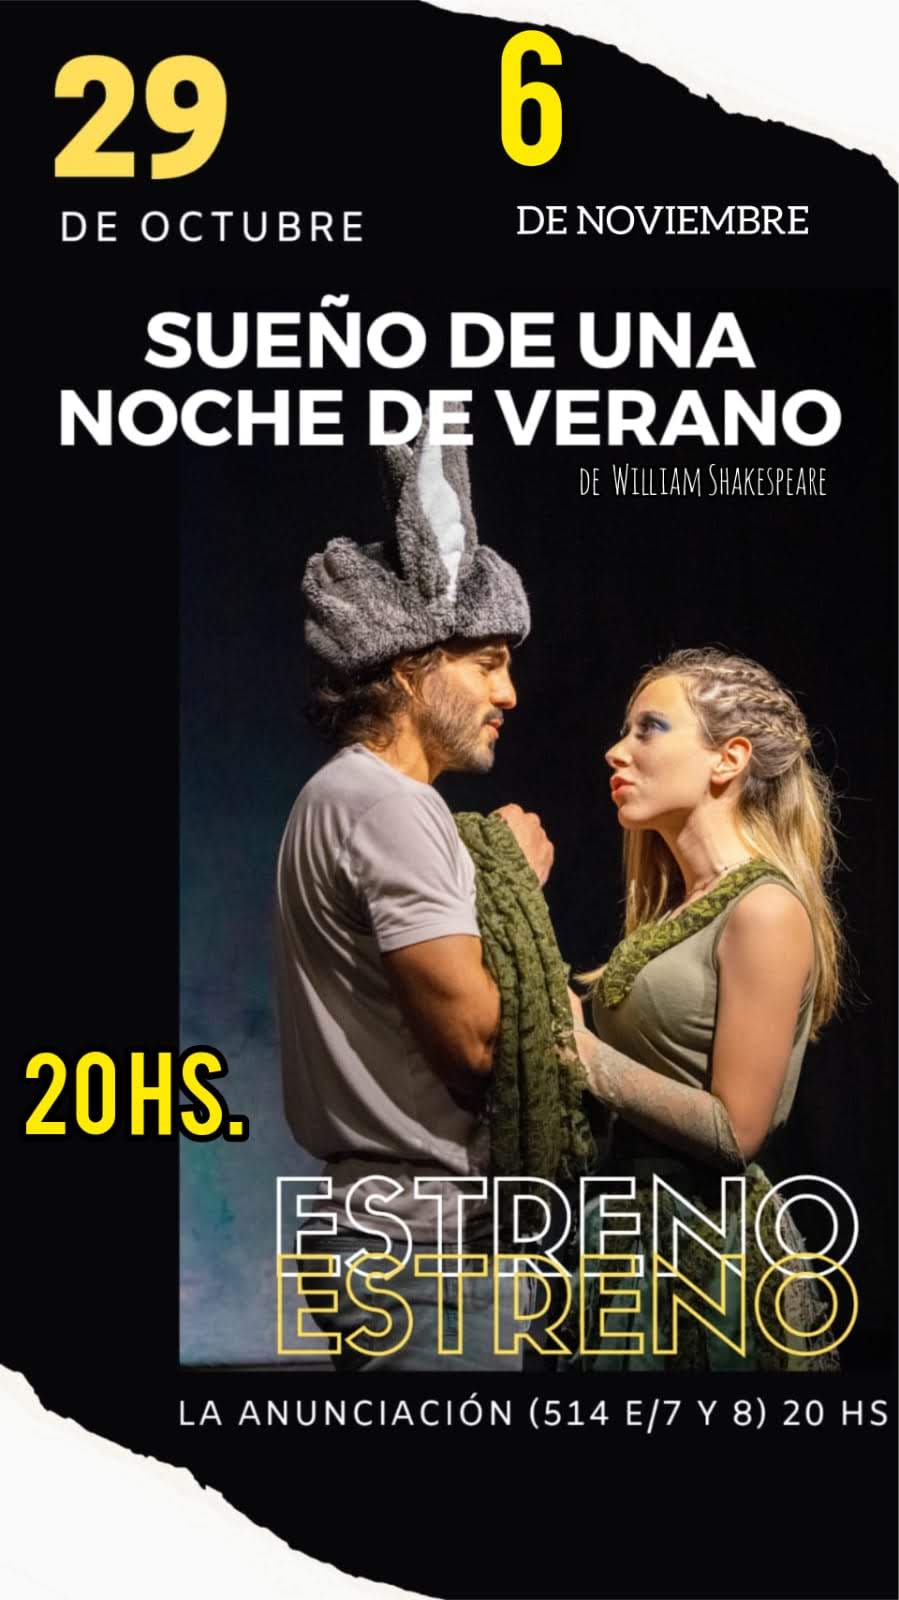 29
DE OCTUBRE
6
DE NOVIEMBRE
SUEÑO DE UNA
NOCHE DE VERANO
DE WILLIAM SHAKESPEARE
20HS.
ESTRENO
ESTRENO
LA ANUNCIACIÓN (514 E/7 Y 8) 20 HS